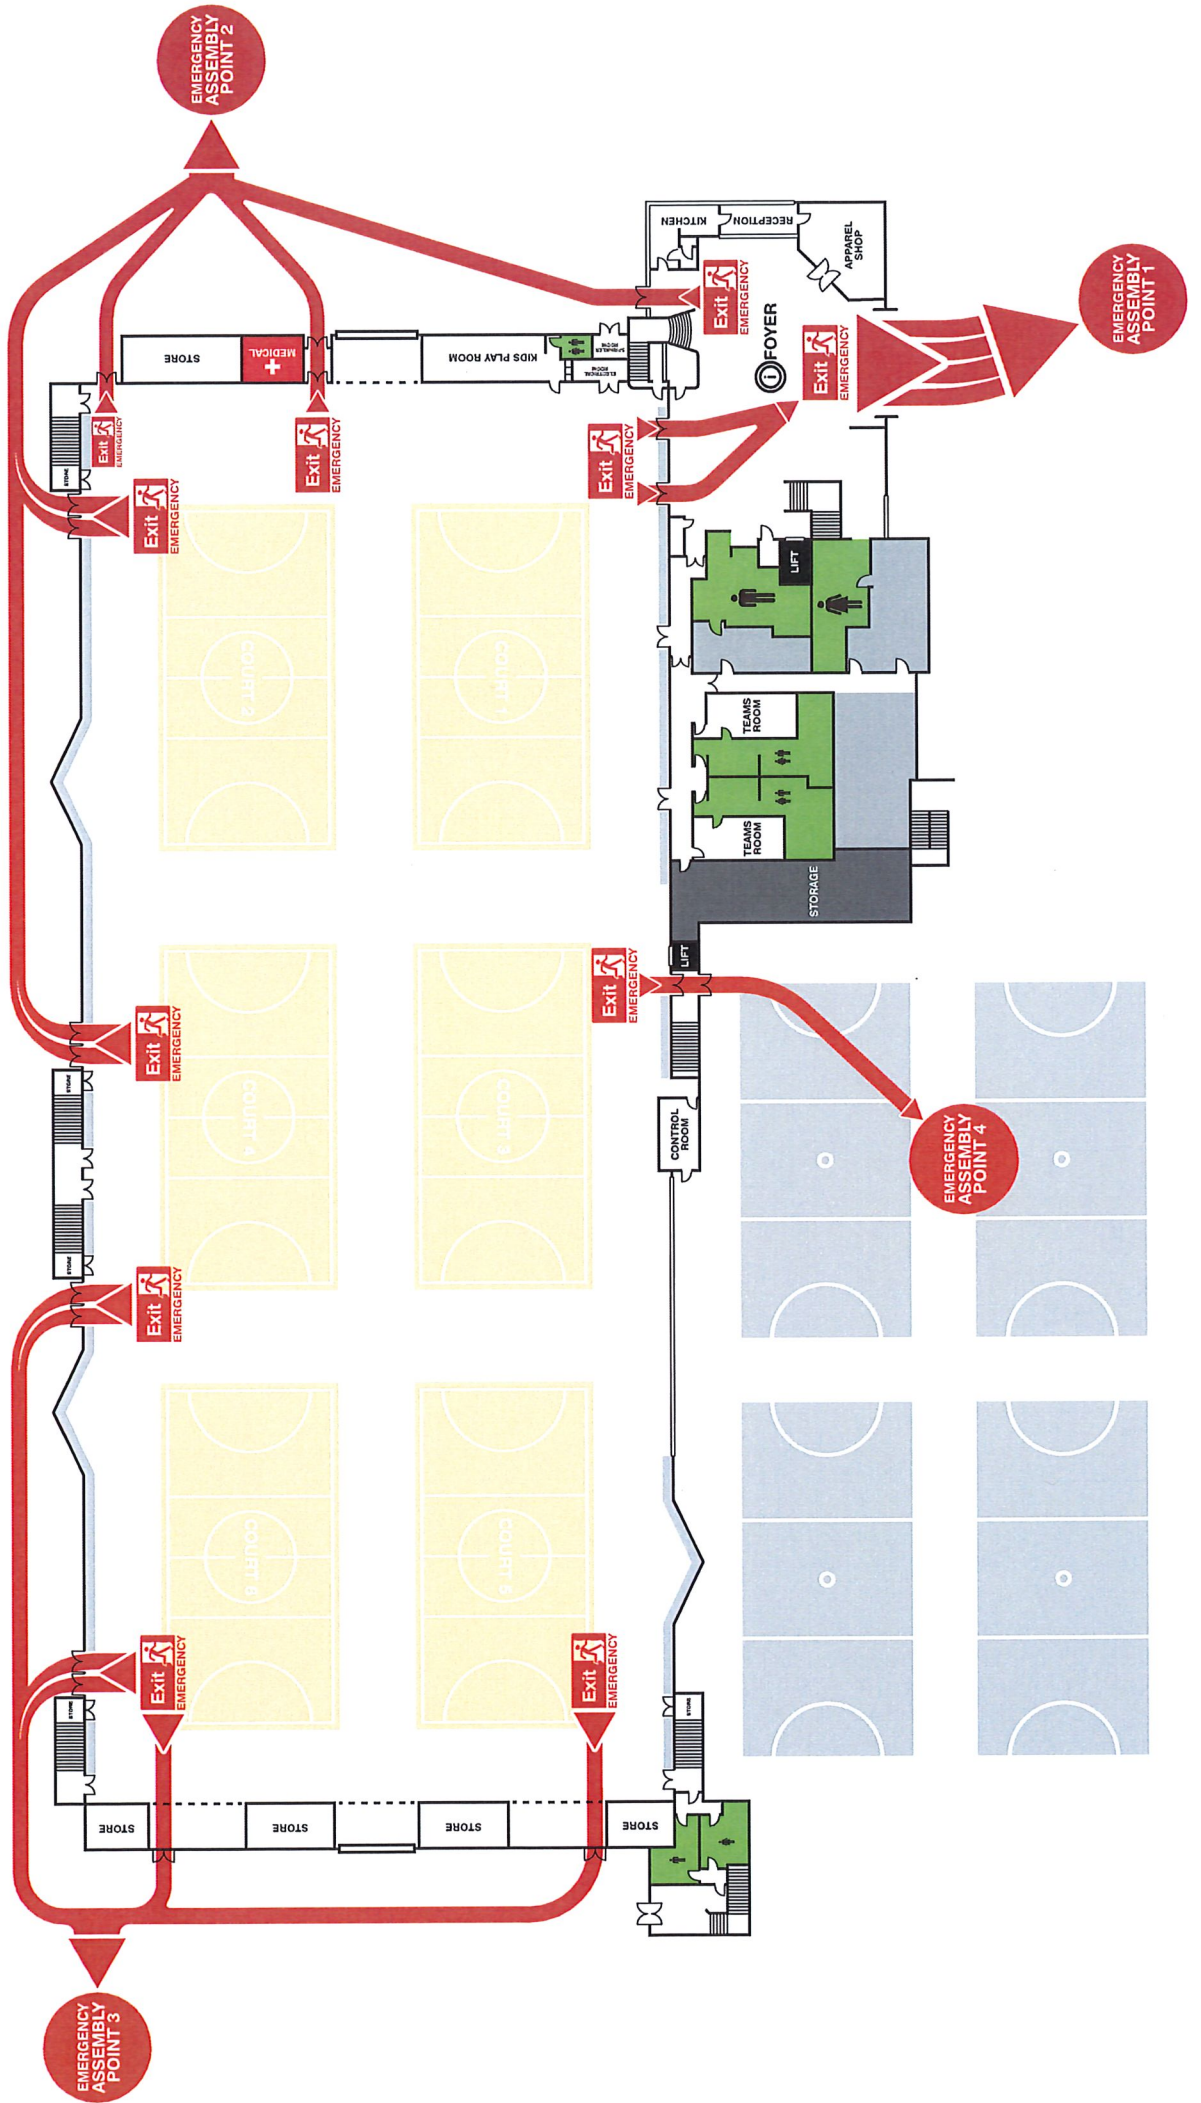 EMERGENCY
ASSEMBLY
POINT 2
STORE
MEDICAL
KIDS PLAY ROOM
ELECTRICAL
ROOM
SPRINKLER
ROOM
KITCHEN
RECEPTION
APPAREL
SHOP
FOYER
i
Exit
EMERGENCY
Exit
EMERGENCY
EMERGENCY
ASSEMBLY
POINT 1
Exit
EMERGENCY
Exit
EMERGENCY
Exit
EMERGENCY
STORE
Exit
EMERGENCY
COURT 2
COURT 1
LIFT
TEAMS
ROOM
TEAMS
ROOM
STORAGE
LIFT
Exit
EMERGENCY
Exit
EMERGENCY
STORE
COURT 4
COURT 3
CONTROL
ROOM
EMERGENCY
ASSEMBLY
POINT 4
STORE
Exit
EMERGENCY
COURT 6
COURT 5
Exit
EMERGENCY
Exit
EMERGENCY
STORE
STORE
STORE
STORE
STORE
STORE
EMERGENCY
ASSEMBLY
POINT 3